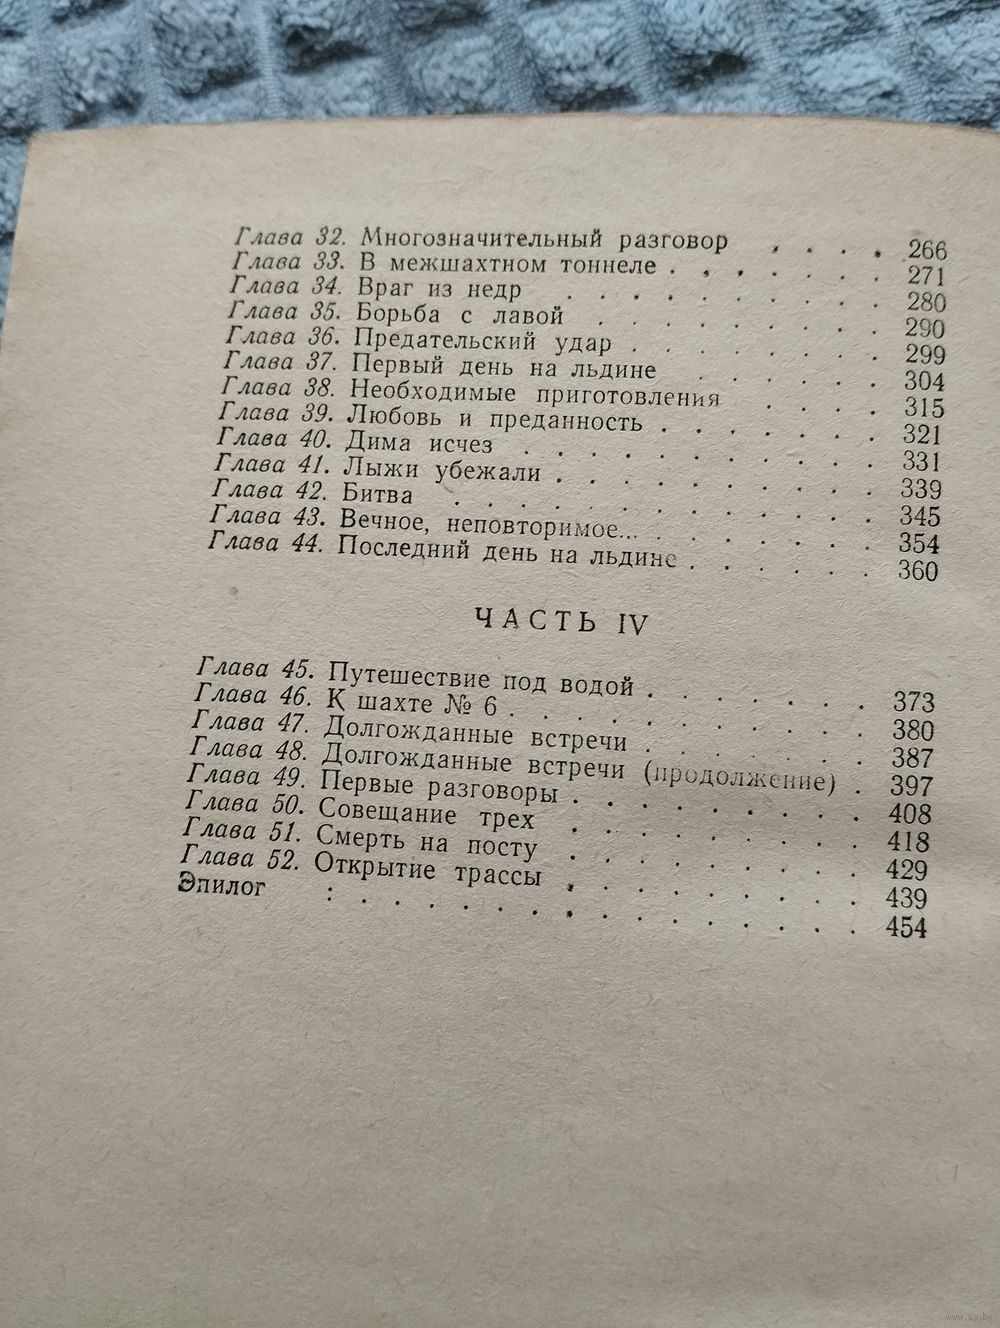 Глава 32. Многозначительный разговор . . . . 266
Глава 33. В межшахтном тоннеле . . . . . . . 271
Глава 34. Враг из недр . . . . . . . . . . 280
Глава 35. Борьба с лавой . . . . . . . . . 290
Глава 36. Предательский удар . . . . . . . . 299
Глава 37. Первый день на льдине . . . . . . 304
Глава 38. Необходимые приготовления . . . . 315
Глава 39. Любовь и преданность . . . . . . . 321
Глава 40. Дима исчез . . . . . . . . . . . 331
Глава 41. Лыжи убежали . . . . . . . . . . 339
Глава 42. Битва . . . . . . . . . . . . . 345
Глава 43. Вечное, неповторимое... . . . . . . . 354
Глава 44. Последний день на льдине . . . . . . 360
ЧАСТЬ IV
Глава 45. Путешествие под водой . . . . . . . 373
Глава 46. К шахте № 6 . . . . . . . . . . . 380
Глава 47. Долгожданные встречи . . . . . . . 387
Глава 48. Долгожданные встречи (продолжение) . 397
Глава 49. Первые разговоры . . . . . . . . . 408
Глава 50. Совещание трех . . . . . . . . . 418
Глава 51. Смерть на посту . . . . . . . . . 429
Глава 52. Открытие трассы . . . . . . . . . 439
Эпилог : . . . . . . . . . . . . . . . . 454
www.ay.by